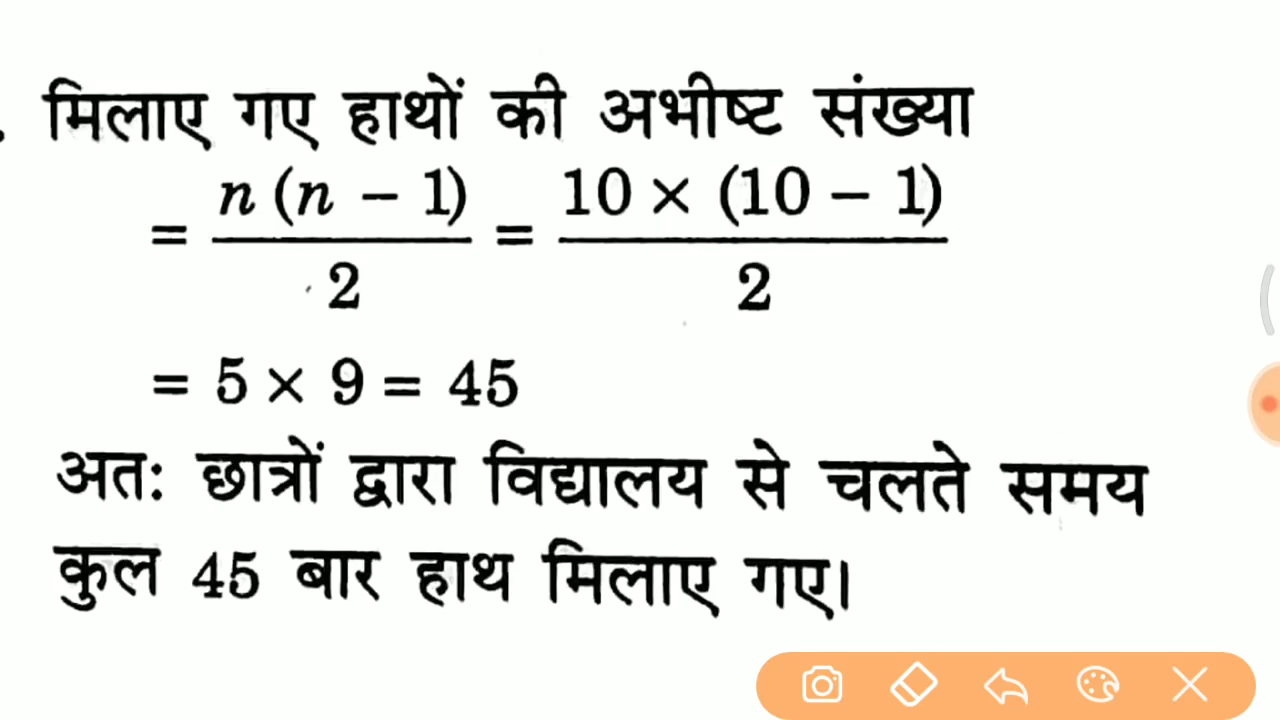 . मिलाए गए हाथों की अभीष्ट संख्या
= n (n − 1) / 2 = 10 × (10 − 1) / 2
= 5 × 9 = 45
अतः छात्रों द्वारा विद्यालय से चलते समय
कुल 45 बार हाथ मिलाए गए।